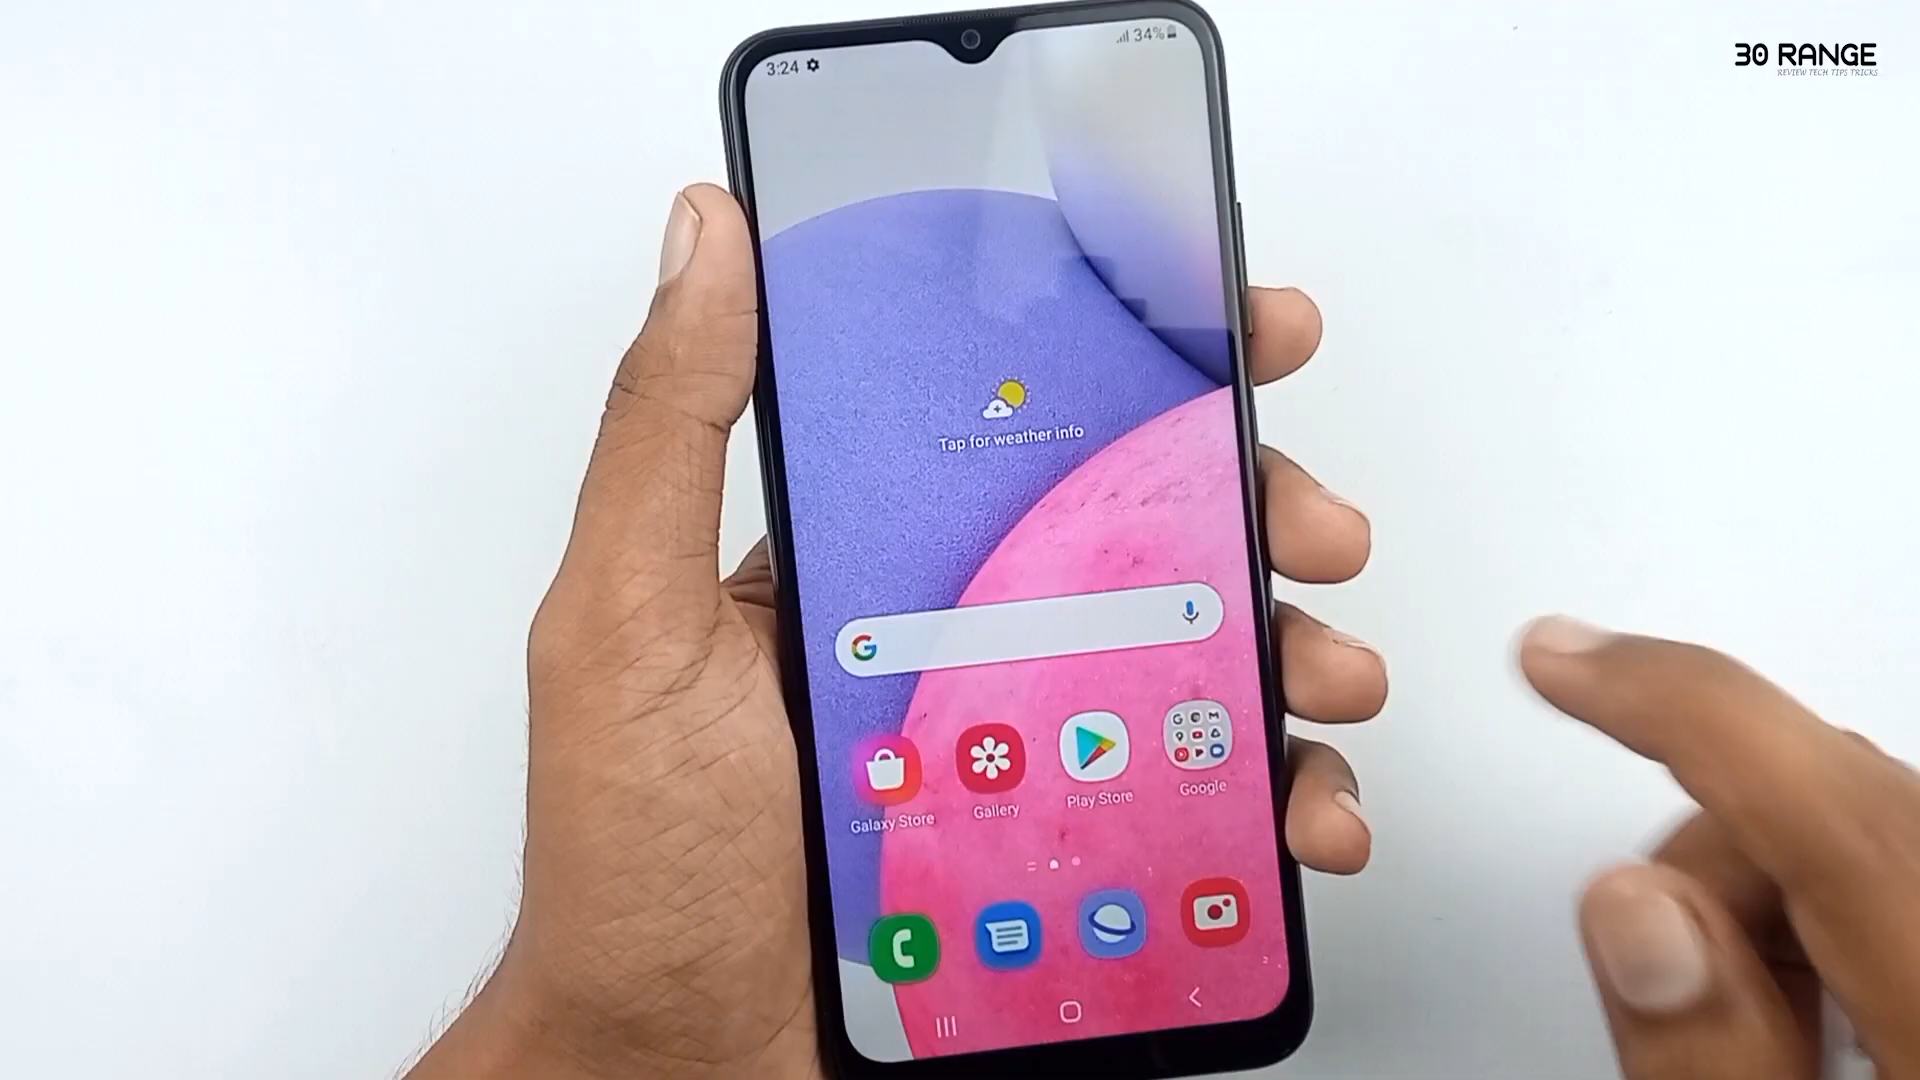 30 RANGE
REVIEW TECH TIPS TRICKS
3:24
34%
Tap for weather info
G
Galaxy Store
Gallery
Play Store
Google